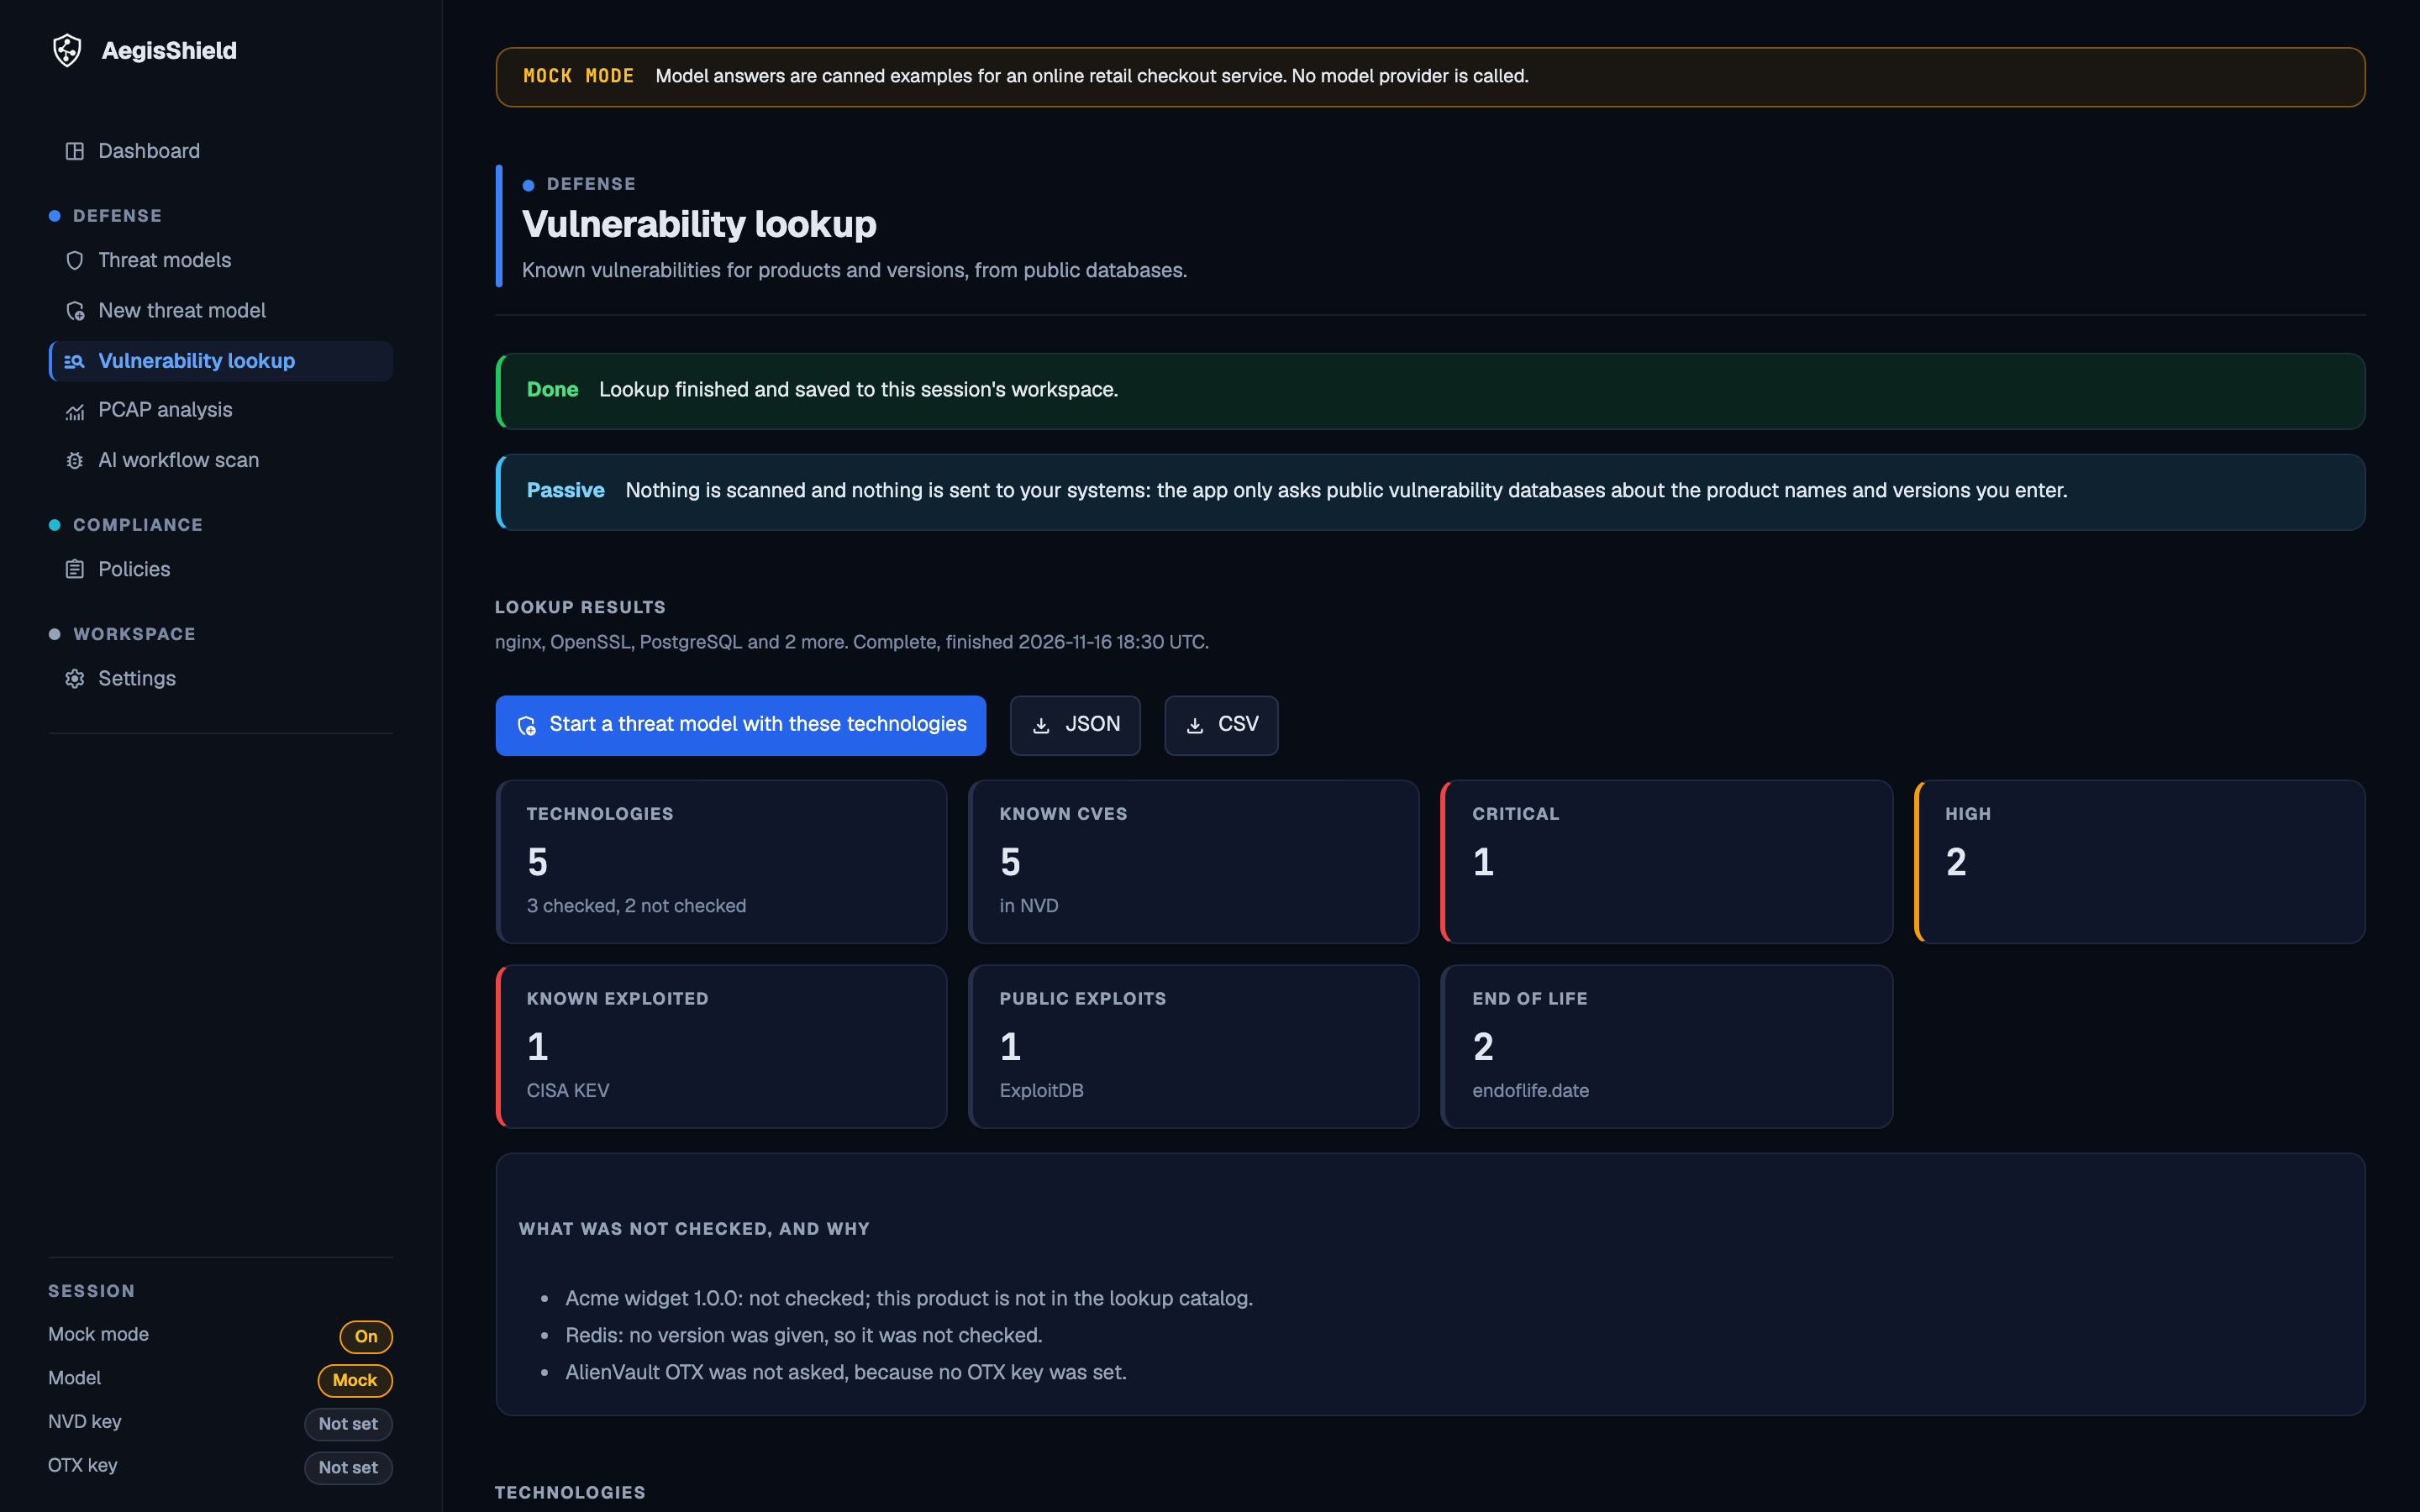 AegisShield
Dashboard
DEFENSE
Threat models
New threat model
Vulnerability lookup
PCAP analysis
AI workflow scan
COMPLIANCE
Policies
WORKSPACE
Settings
SESSION
Mock mode On
Model Mock
NVD key Not set
OTX key Not set
MOCK MODE Model answers are canned examples for an online retail checkout service. No model provider is called.
DEFENSE
Vulnerability lookup
Known vulnerabilities for products and versions, from public databases.
Done Lookup finished and saved to this session's workspace.
Passive Nothing is scanned and nothing is sent to your systems: the app only asks public vulnerability databases about the product names and versions you enter.
LOOKUP RESULTS
nginx, OpenSSL, PostgreSQL and 2 more. Complete, finished 2026-11-16 18:30 UTC.
Start a threat model with these technologies JSON CSV
TECHNOLOGIES
5
3 checked, 2 not checked
KNOWN CVES
5
in NVD
CRITICAL
1
HIGH
2
KNOWN EXPLOITED
1
CISA KEV
PUBLIC EXPLOITS
1
ExploitDB
END OF LIFE
2
endoflife.date
WHAT WAS NOT CHECKED, AND WHY
Acme widget 1.0.0: not checked; this product is not in the lookup catalog.
Redis: no version was given, so it was not checked.
AlienVault OTX was not asked, because no OTX key was set.
TECHNOLOGIES